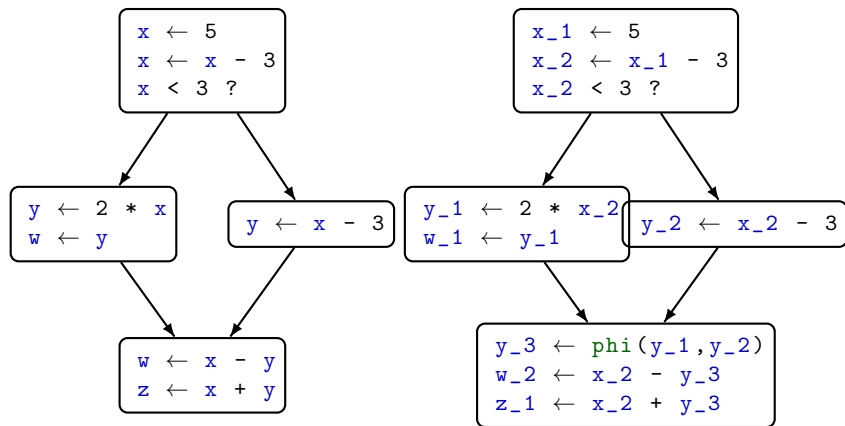 x ← 5
x ← x - 3
x < 3 ?
y ← 2 * x
w ← y
y ← x - 3
w ← x - y
z ← x + y
x_1 ← 5
x_2 ← x_1 - 3
x_2 < 3 ?
y_1 ← 2 * x_2
w_1 ← y_1
y_2 ← x_2 - 3
y_3 ← phi(y_1,y_2)
w_2 ← x_2 - y_3
z_1 ← x_2 + y_3